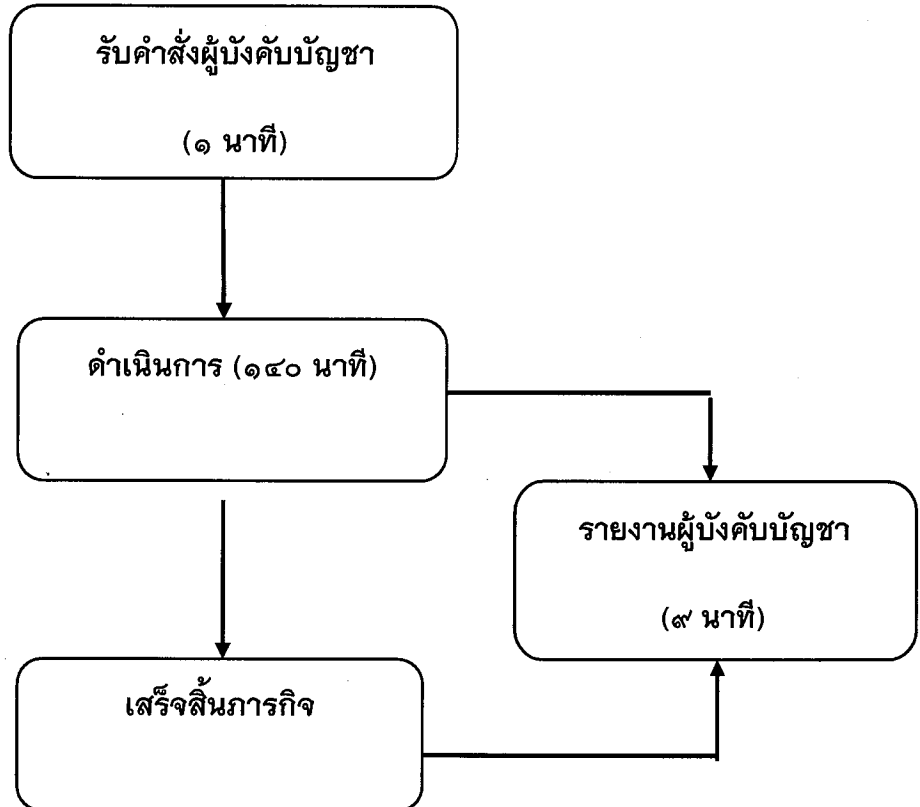 รับคำสั่งผู้บังคับบัญชา
(๑ นาที)
ดำเนินการ (๑๔๐ นาที)
รายงานผู้บังคับบัญชา
(๙ นาที)
เสร็จสิ้นภารกิจ